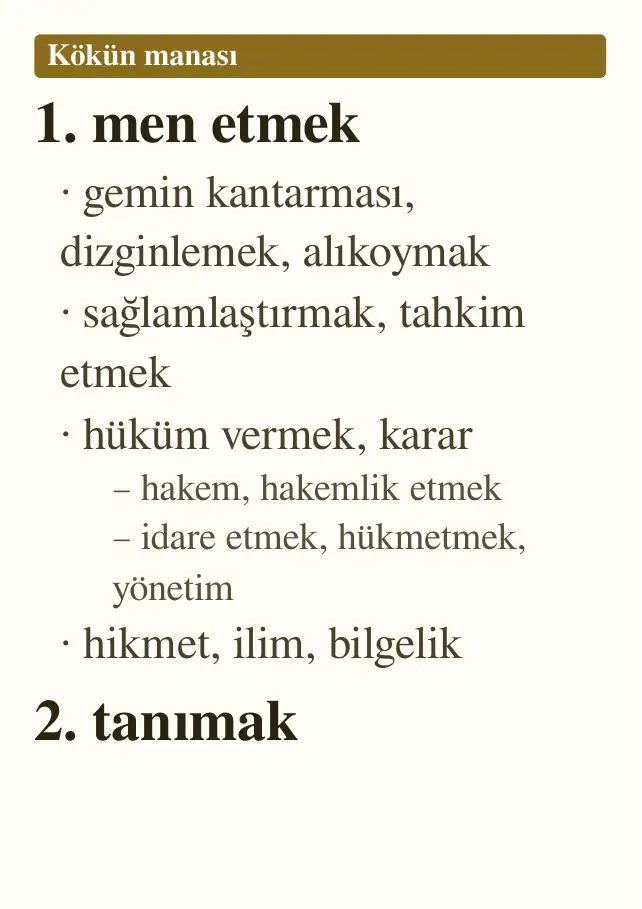 Kökün manası
1. men etmek
· gemin kantarması,
dizginlemek, alıkoymak
· sağlamlaştırmak, tahkim
etmek
· hüküm vermek, karar
– hakem, hakemlik etmek
– idare etmek, hükmetmek,
yönetim
· hikmet, ilim, bilgelik
2. tanımak